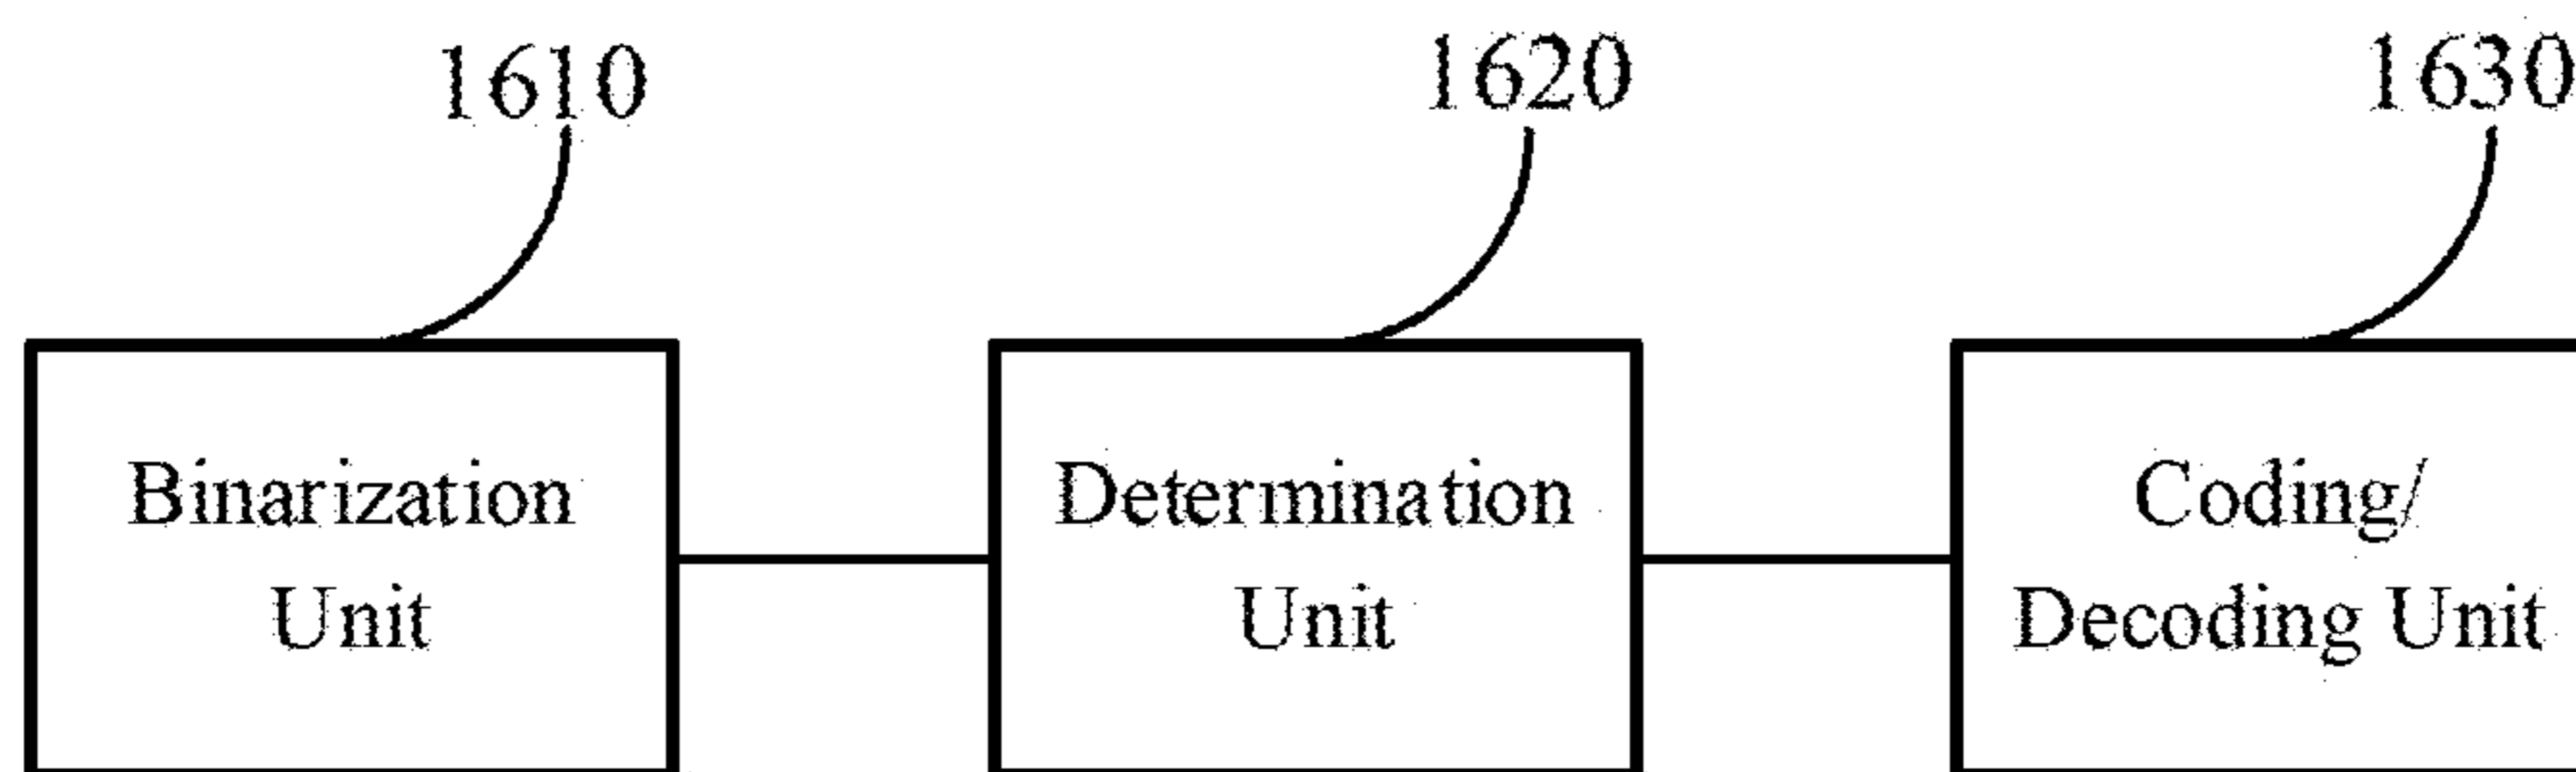 1610
1620
1630
Binarization
Unit
Determination
Unit
Coding/
Decoding Unit